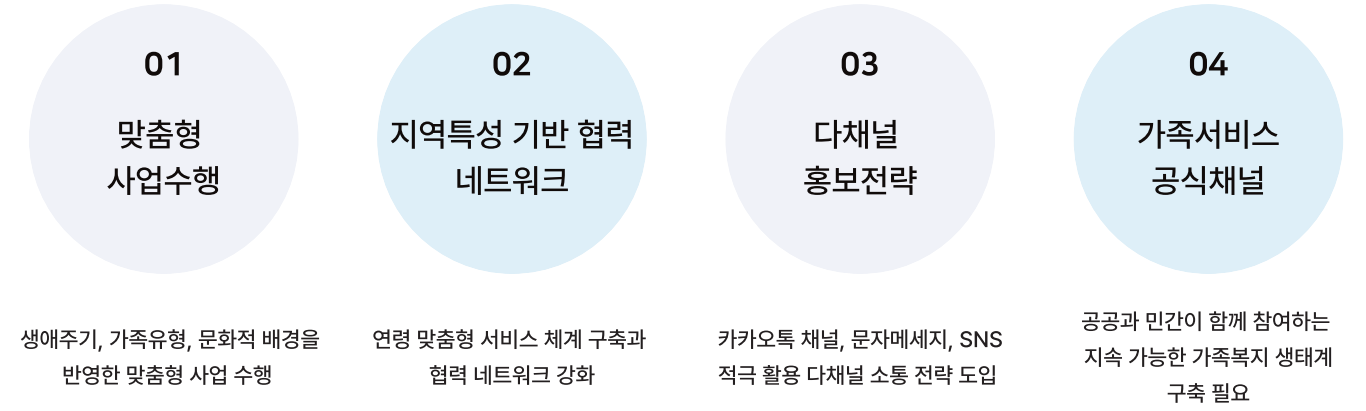 01
맞춤형
사업수행
생애주기, 가족유형, 문화적 배경을
반영한 맞춤형 사업 수행
02
지역특성 기반 협력
네트워크
연령 맞춤형 서비스 체계 구축과
협력 네트워크 강화
03
다채널
홍보전략
카카오톡 채널, 문자메세지, SNS
적극 활용 다채널 소통 전략 도입
04
가족서비스
공식채널
공공과 민간이 함께 참여하는
지속 가능한 가족복지 생태계
구축 필요